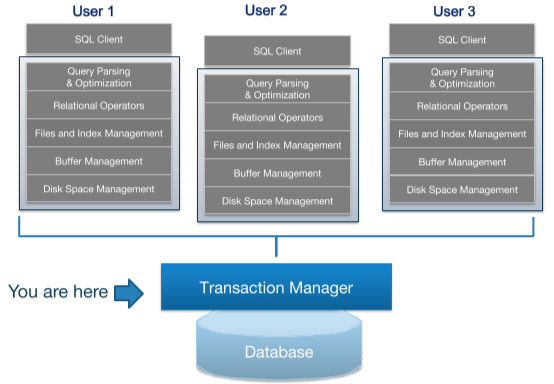 User 1
SQL Client
Query Parsing
& Optimization
Relational Operators
Files and Index Management
Buffer Management
Disk Space Management
User 2
SQL Client
Query Parsing
& Optimization
Relational Operators
Files and Index Management
Buffer Management
Disk Space Management
User 3
SQL Client
Query Parsing
& Optimization
Relational Operators
Files and Index Management
Buffer Management
Disk Space Management
You are here
Transaction Manager
Database